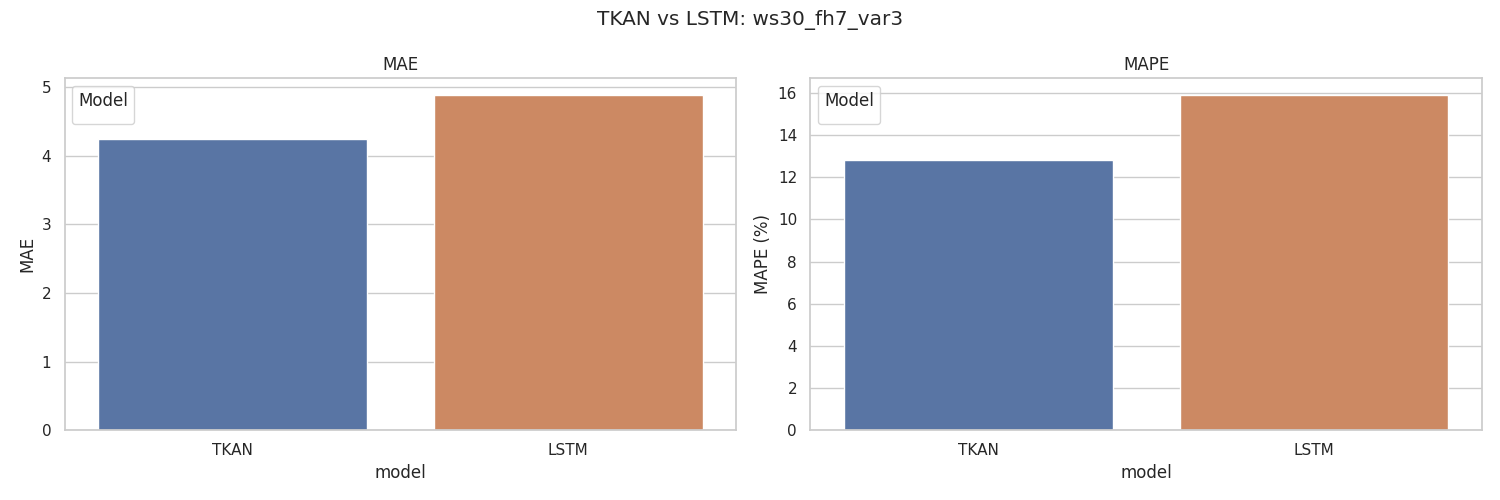 TKAN vs LSTM: ws30_fh7_var3
MAE
Model
5
4
3
2
1
0
MAE
TKAN
LSTM
model
MAPE
Model
16
14
12
10
8
6
4
2
0
MAPE (%)
TKAN
LSTM
model